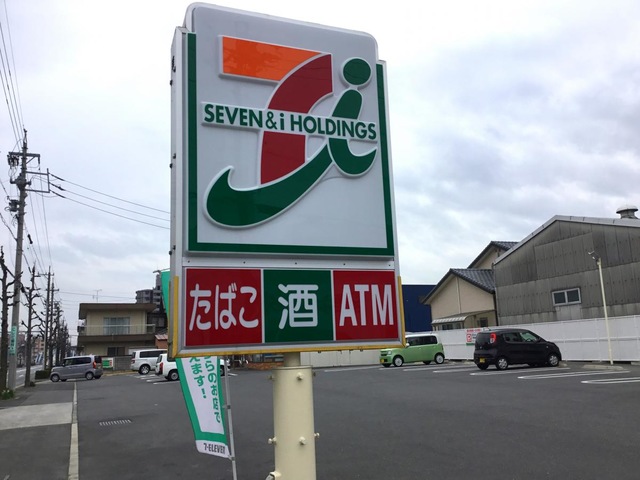 SEVEN & i HOLDINGS
たばこ 酒 ATM
7-ELEVEN